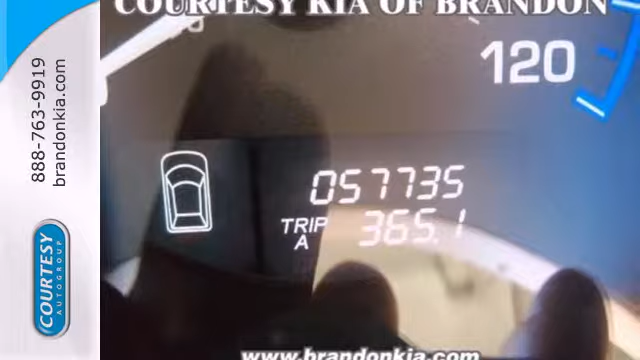 COURTESY KIA OF BRANDON
120
888-763-9919
brandonkia.com
057735
TRIP A 365.1
COURTESY
AUTOGROUP
www.brandonkia.com